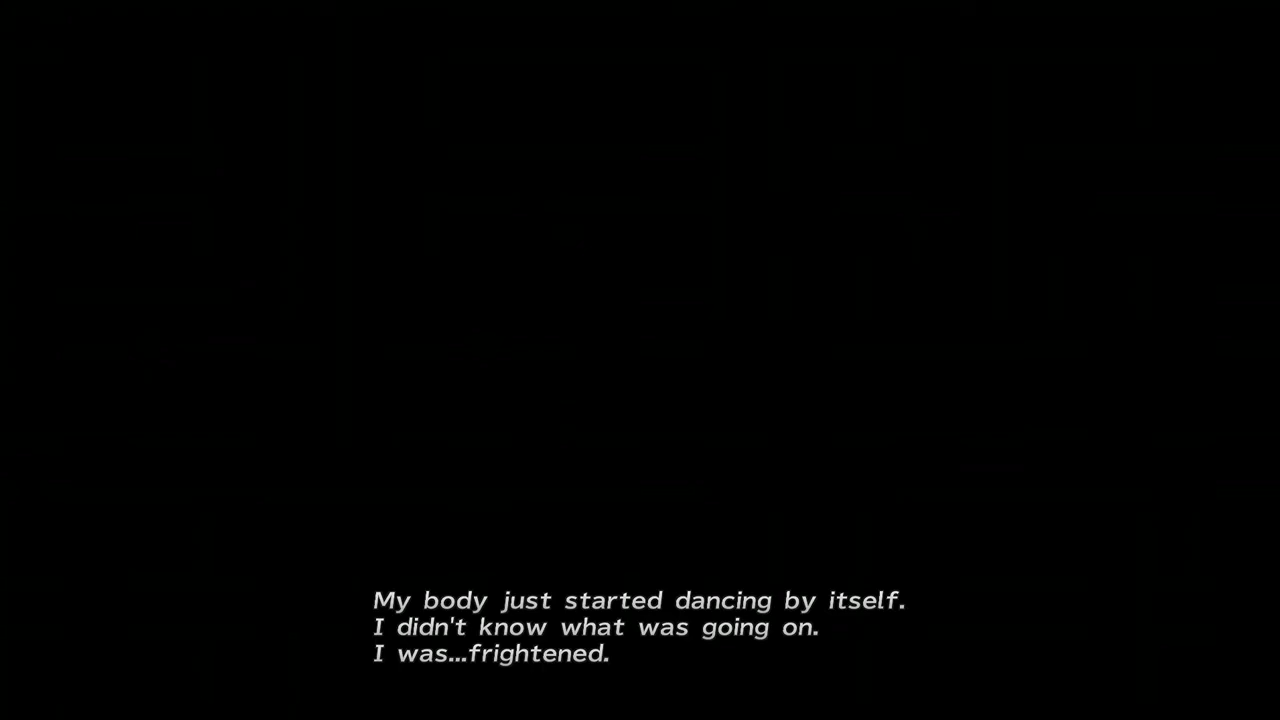 My body just started dancing by itself.
I didn't know what was going on.
I was...frightened.